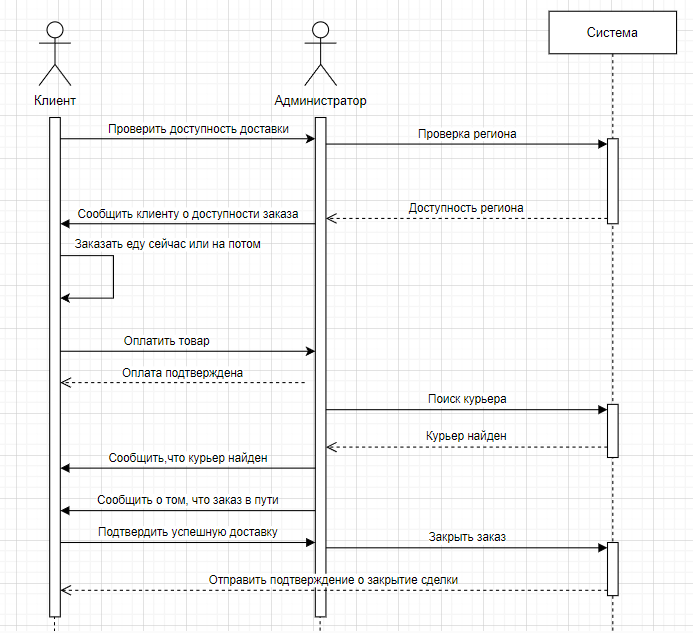 Система
Клиент
Администратор
Проверить доступность доставки
Проверка региона
Доступность региона
Сообщить клиенту о доступности заказа
Заказать еду сейчас или на потом
Оплатить товар
Оплата подтверждена
Поиск курьера
Курьер найден
Сообщить,что курьер найден
Сообщить о том, что заказ в пути
Подтвердить успешную доставку
Закрыть заказ
Отправить подтверждение о закрытие сделки